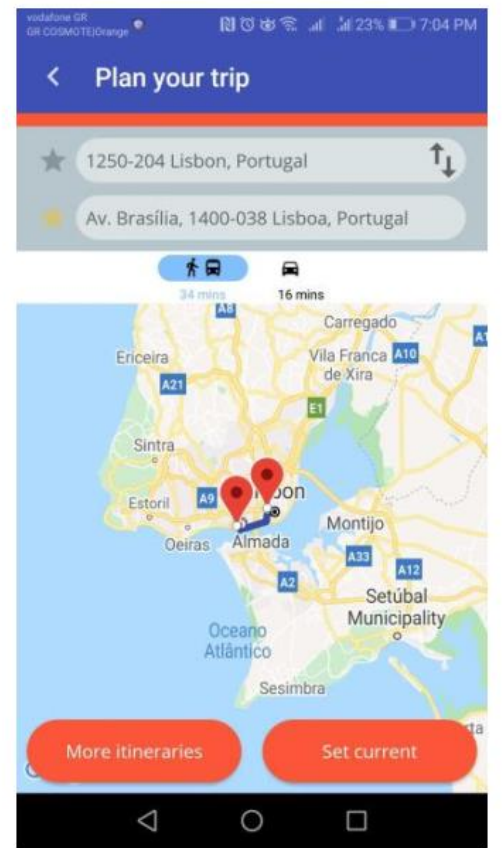 vodafone GR
GR COSMOTE|Orange
23%
7:04 PM
Plan your trip
1250-204 Lisbon, Portugal
Av. Brasília, 1400-038 Lisboa, Portugal
34 mins
16 mins
A8
Carregado
Ericeira
Vila Franca
de Xira
A10
A21
E1
Sintra
Estoril
A9
Oeiras
Almada
Montijo
A33
A12
A2
Setúbal
Municipality
Oceano
Atlântico
Sesimbra
More itineraries
Set current